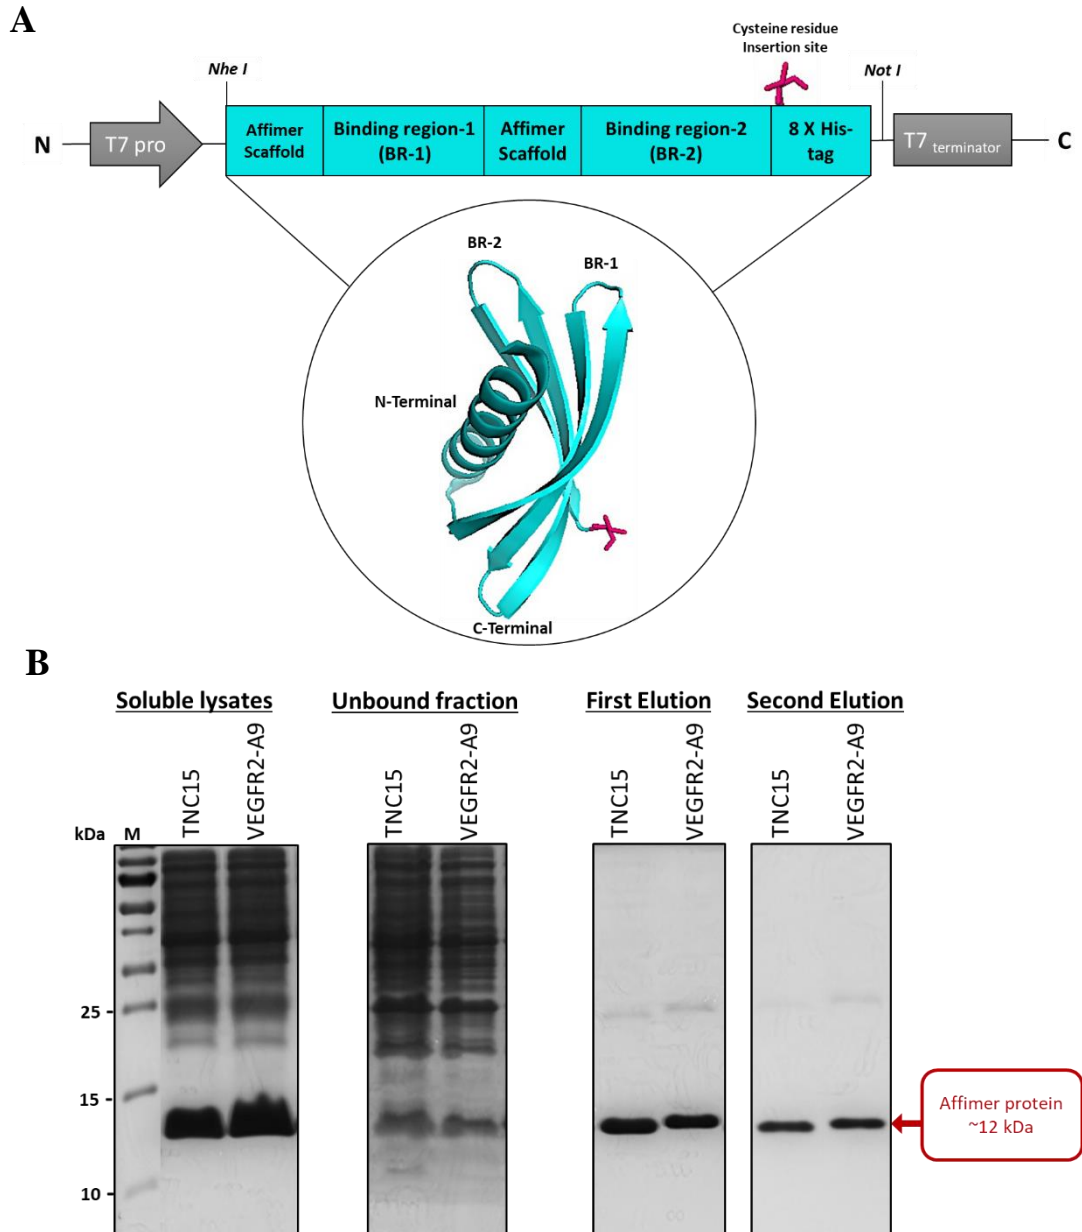 A
Cysteine residue
Insertion site
Nhe I
Not I
N
T7 pro
Affimer
Scaffold
Binding region-1
(BR-1)
Affimer
Scaffold
Binding region-2
(BR-2)
8 X His-
tag
T7 terminator
C
BR-2
BR-1
N-Terminal
C-Terminal
B
Soluble lysates
Unbound fraction
First Elution
Second Elution
TNC15
VEGFR2-A9
TNC15
VEGFR2-A9
TNC15
VEGFR2-A9
TNC15
VEGFR2-A9
kDa
M
25
15
10
Affimer protein
~12 kDa